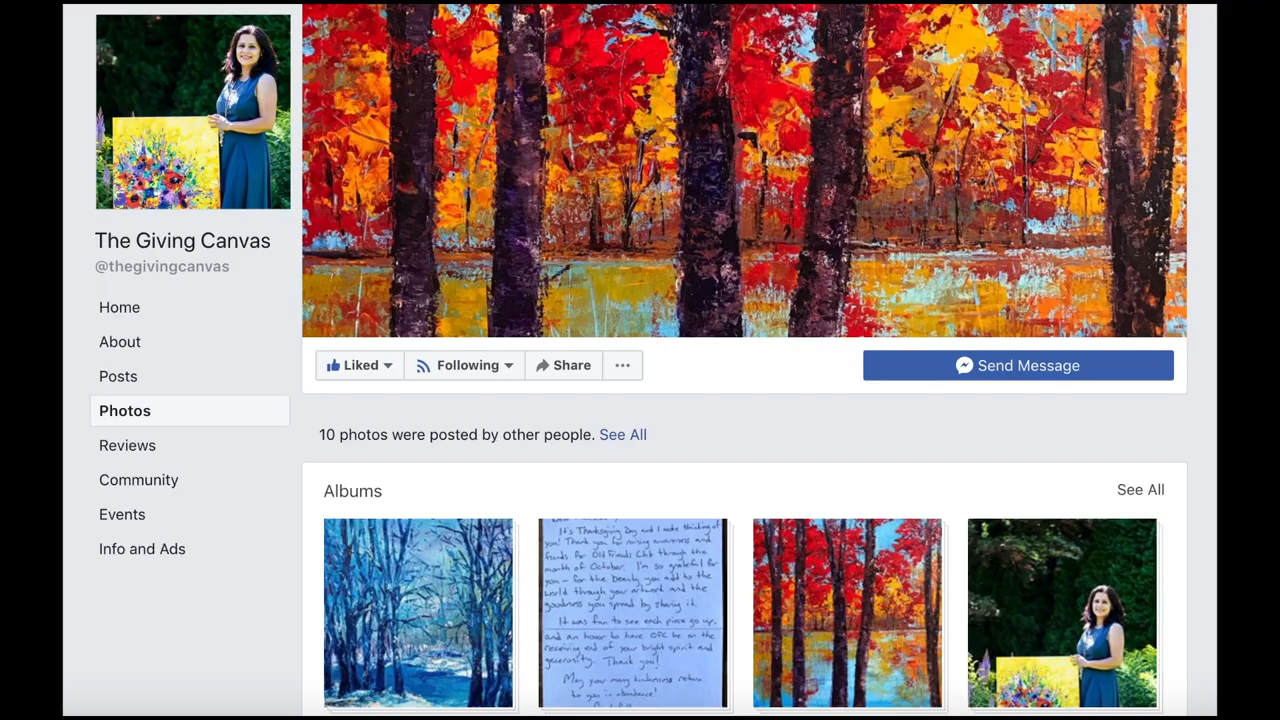 The Giving Canvas
@thegivingcanvas
Home
About
Posts
Photos
Reviews
Community
Events
Info and Ads
Liked
Following
Share
Send Message
10 photos were posted by other people. See All
Albums
See All
It's Thanksgiving Day and I woke thinking of
you! Thank you for raising awareness and
funds for Old Friends Club through the
month of October. I'm so grateful for
you - for the beauty you add to the
world through your artwork and the
goodness you spread by sharing it.
It was fun to see each piece go up,
and an honor to have OFC be on the
receiving end of your bright spirit and
generosity. Thank you!
May your many kindnesses return
to you in abundance!